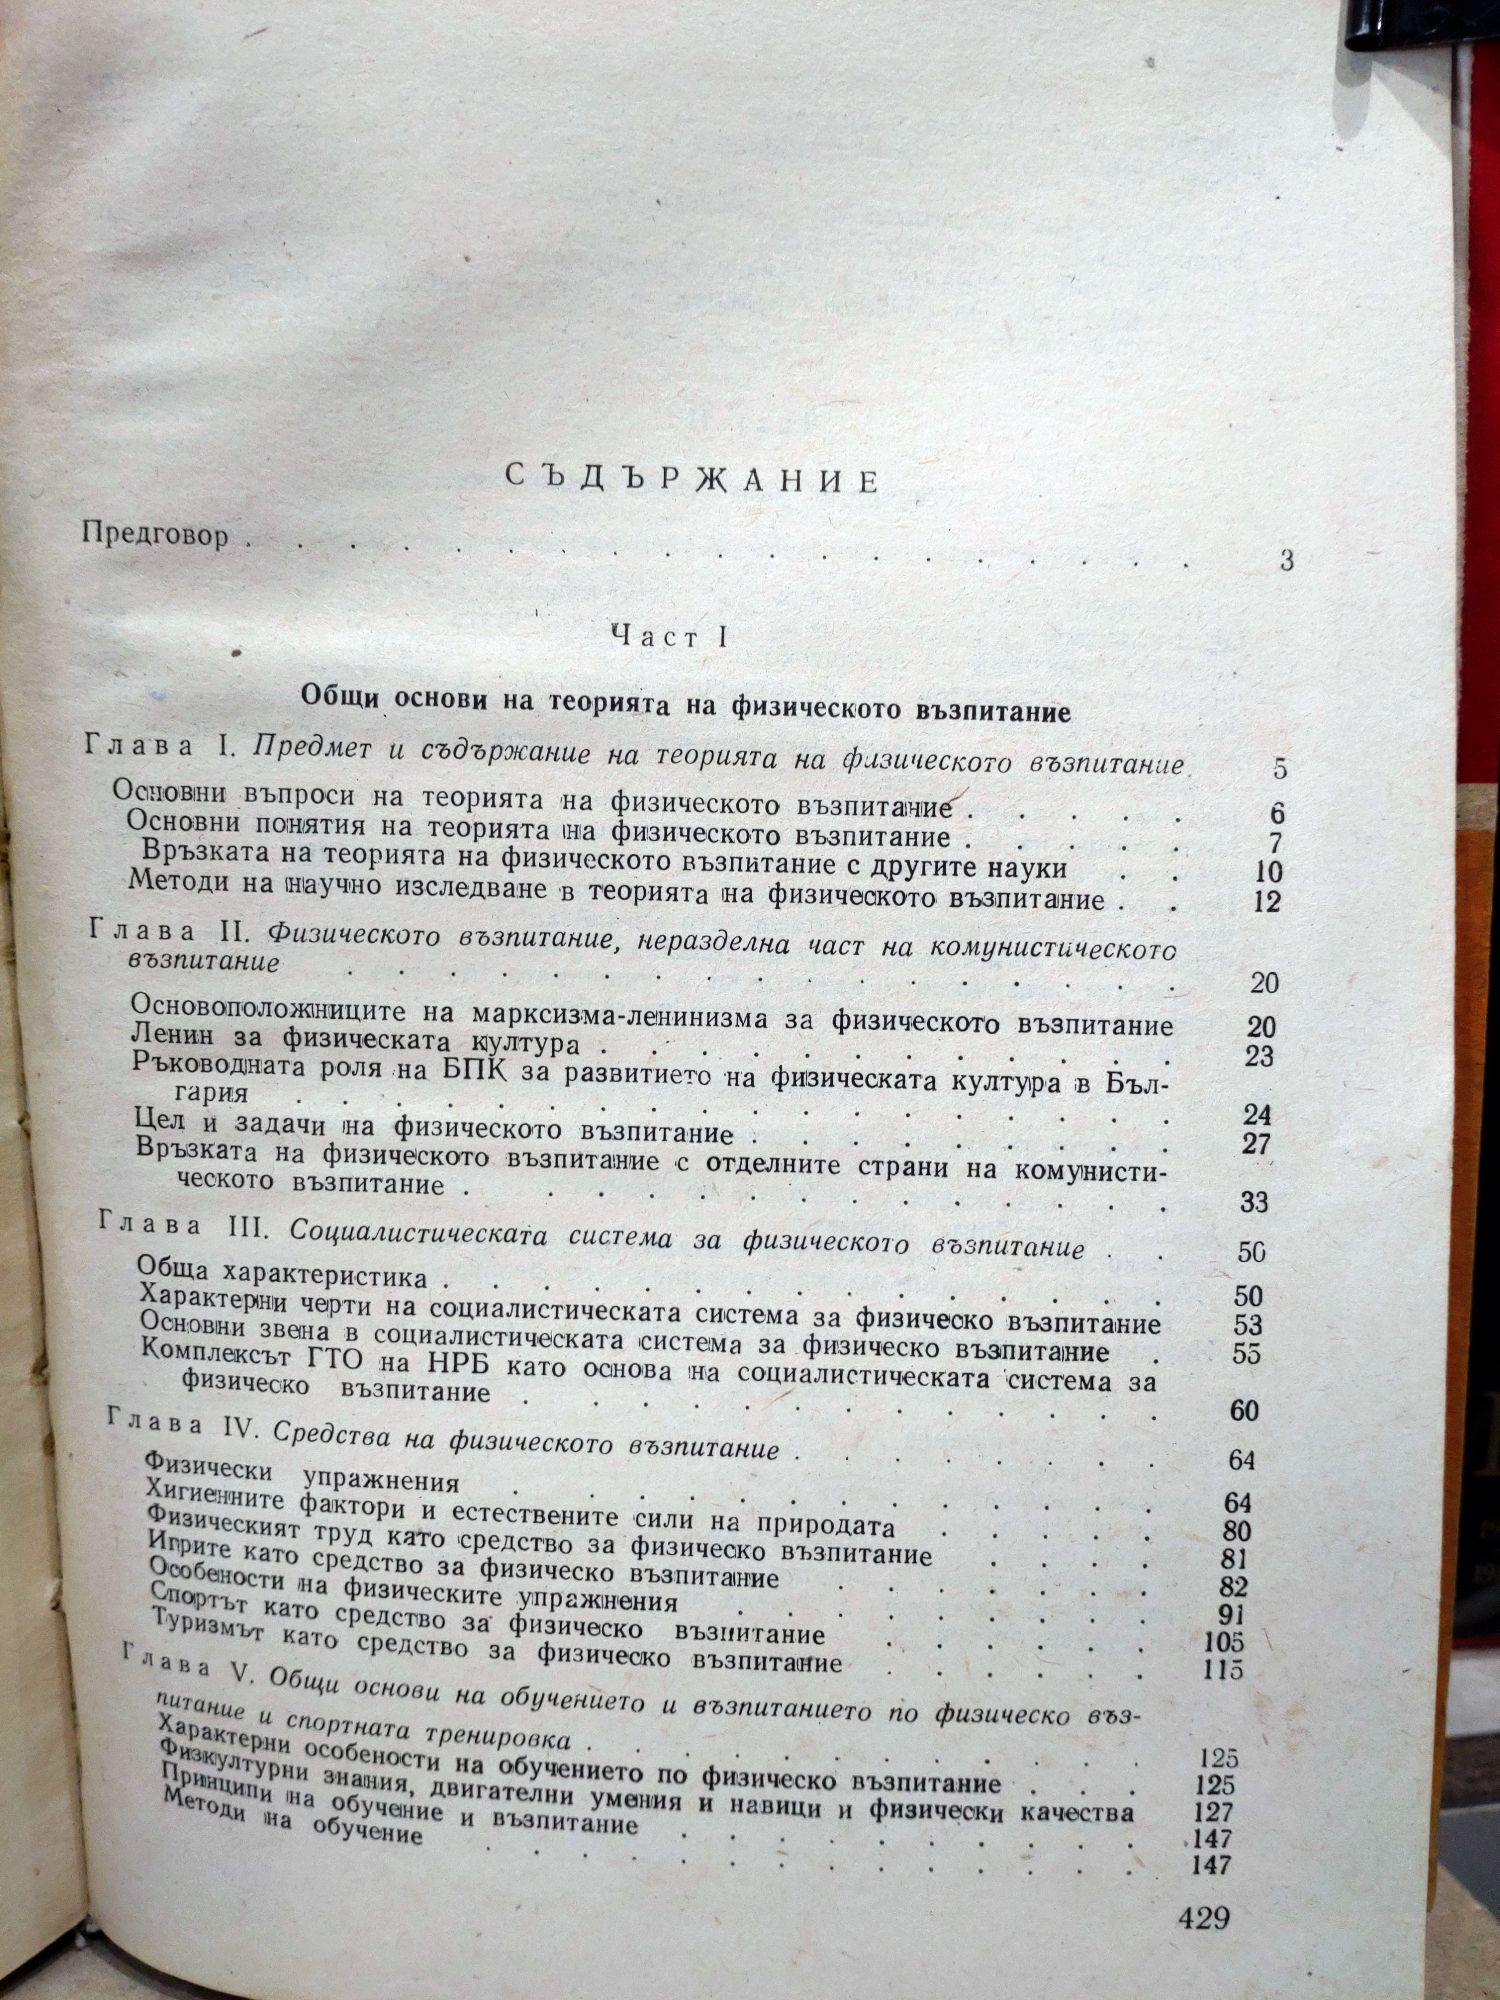 СЪДЪРЖАНИЕ
Предговор . . . . . . . . . . . . . . . . . . . 3
Част I
Общи основи на теорията на физическото възпитание
Глава I. Предмет и съдържание на теорията на физическото възпитание. 5
Основни въпроси на теорията на физическото възпитание . . . . . 6
Основни понятия на теорията на физическото възпитание . . . . . 7
Връзката на теорията на физическото възпитание с другите науки . . 10
Методи на научно изследване в теорията на физическото възпитание . . 12
Глава II. Физическото възпитание, неразделна част на комунистическото
възпитание . . . . . . . . . . . . . . . . 20
Основоположниците на марксизма-ленинизма за физическото възпитание 20
Ленин за физическата култура . . . . . . . . . . . 23
Ръководната роля на БПК за развитието на физическата култура в Бъл-
гария . . . . . . . . . . . . . . . . . 24
Цел и задачи на физическото възпитание . . . . . . . . 27
Връзката на физическото възпитание с отделните страни на комунисти-
ческото възпитание . . . . . . . . . . . . . 33
Глава III. Социалистическата система за физическото възпитание . . 50
Обща характеристика . . . . . . . . . . . . . . 50
Характерни черти на социалистическата система за физическо възпитание 53
Основни звена в социалистическата система за физическо възпитание . 55
Комплексът ГТО на НРБ като основа на социалистическата система за
физическо възпитание . . . . . . . . . . . . 60
Глава IV. Средства на физическото възпитание . . . . . . . 64
Физически упражнения . . . . . . . . . . . . . 64
Хигиенните фактори и естествените сили на природата . . . . . 80
Физическият труд като средство за физическо възпитание . . . . 81
Игрите като средство за физическо възпитание . . . . . . 82
Особености на физическите упражнения . . . . . . . . 91
Спортът като средство за физическо възпитание . . . . . . 105
Туризмът като средство за физическо възпитание . . . . . . 115
Глава V. Общи основи на обучението и възпитанието по физическо въз-
питание и спортната тренировка . . . . . . . . . . . 125
Характерни особености на обучението по физическо възпитание . . . 125
Физкултурни знания, двигателни умения и навици и физически качества 127
Принципи на обучение и възпитание . . . . . . . . . 147
Методи на обучение . . . . . . . . . . . . . . 147
429